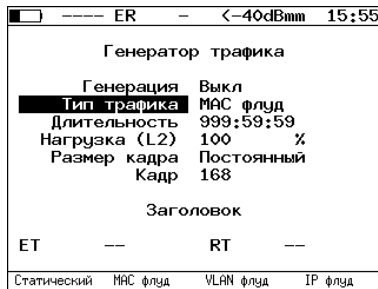 ---- ER – <-40dBmm 15:55
Генератор трафика
Генерация Выкл
Тип трафика MAC флуд
Длительность 999:59:59
Нагрузка (L2) 100 %
Размер кадра Постоянный
Кадр 168
Заголовок
ET -- RT --
Статический MAC флуд VLAN флуд IP флуд